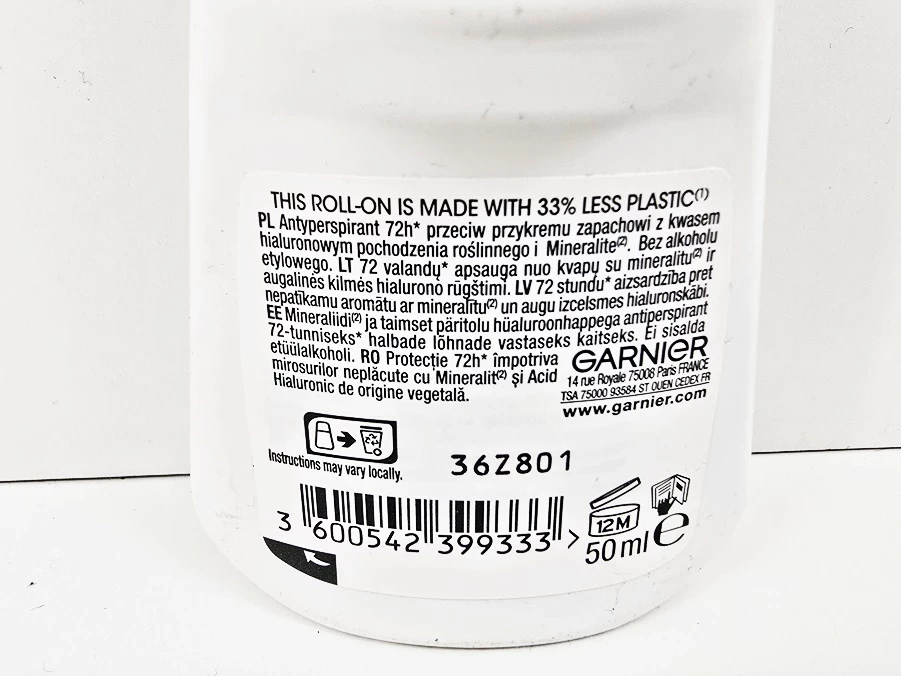 THIS ROLL-ON IS MADE WITH 33% LESS PLASTIC(1)
PL Antyperspirant 72h* przeciw przykremu zapachowi z kwasem
hialuronowym pochodzenia roślinnego i Mineralite(2). Bez alkoholu
etylowego. LT 72 valandų* apsauga nuo kvapų su mineralitu(2) ir
augalinės kilmės hialurono rūgštimi. LV 72 stundu* aizsardzība pret
nepatīkamu aromātu ar mineralītu(2) un augu izcelsmes hialuronskābi.
EE Mineraliidi(2) ja taimset päritolu hüaluroonhappega antiperspirant
72-tunniseks* halbade lõhnade vastaseks kaitseks. Ei sisalda
etüülalkoholi. RO Protecție 72h* împotriva
mirosurilor neplăcute cu Mineralit(2) și Acid
Hialuronic de origine vegetală.
GARNIER
14 rue Royale 75008 Paris FRANCE
TSA 75000 93584 ST OUEN CEDEX FR
www.garnier.com
Instructions may vary locally.
36Z801
3 600542 399333 >
12M
50 ml e